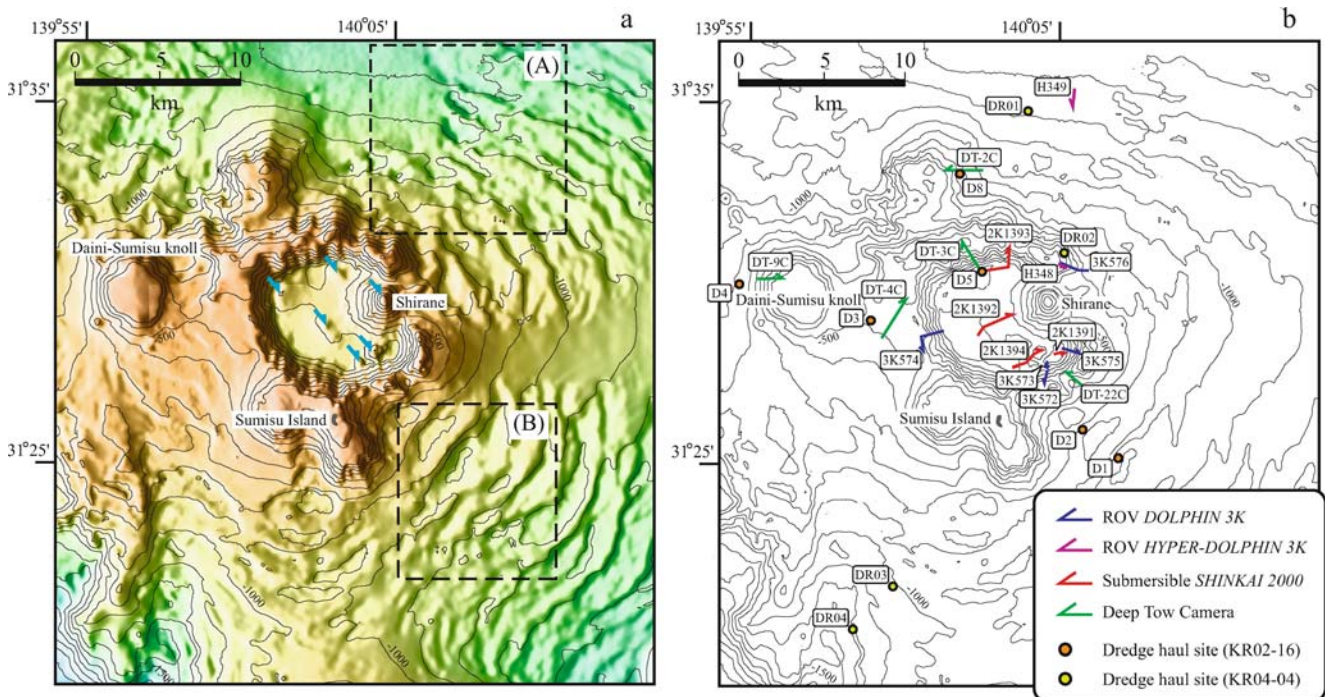 a
139°55'
140°05'
0 5 10
km
(A)
31°35'
-1000
Daini-Sumisu knoll
Shirane
-500
Sumisu Island
(B)
31°25'
-1000
-1000
-1500
b
139°55'
140°05'
0 5 10
km
H349
DR01
31°35'
DT-2C
D8
-1000
2K1393
DR02
DT-3C
DT-9C
D5
H348
3K576
D4
DT-4C
Daini-Sumisu knoll
Shirane
D3
2K1392
-500
2K1391
-500
3K574
2K1394
3K575
3K573
3K572
DT-22C
Sumisu Island
D2
31°25'
D1
DR03
-1000
DR04
-1500
ROV DOLPHIN 3K
ROV HYPER-DOLPHIN 3K
Submersible SHINKAI 2000
Deep Tow Camera
Dredge haul site (KR02-16)
Dredge haul site (KR04-04)